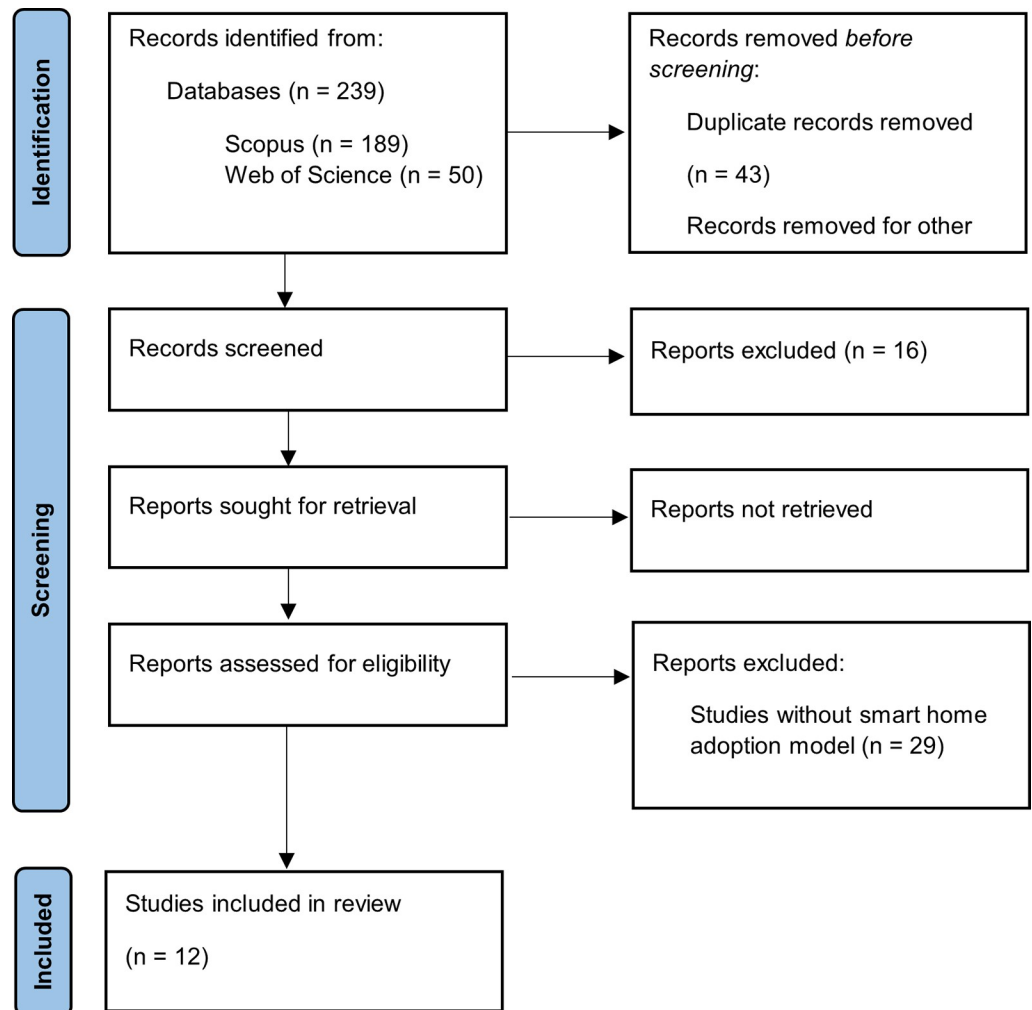 Identification
Records identified from:
Databases (n = 239)
Scopus (n = 189)
Web of Science (n = 50)
Records removed before
screening:
Duplicate records removed
(n = 43)
Records removed for other
Screening
Records screened
Reports excluded (n = 16)
Reports sought for retrieval
Reports not retrieved
Reports assessed for eligibility
Reports excluded:
Studies without smart home
adoption model (n = 29)
Included
Studies included in review
(n = 12)